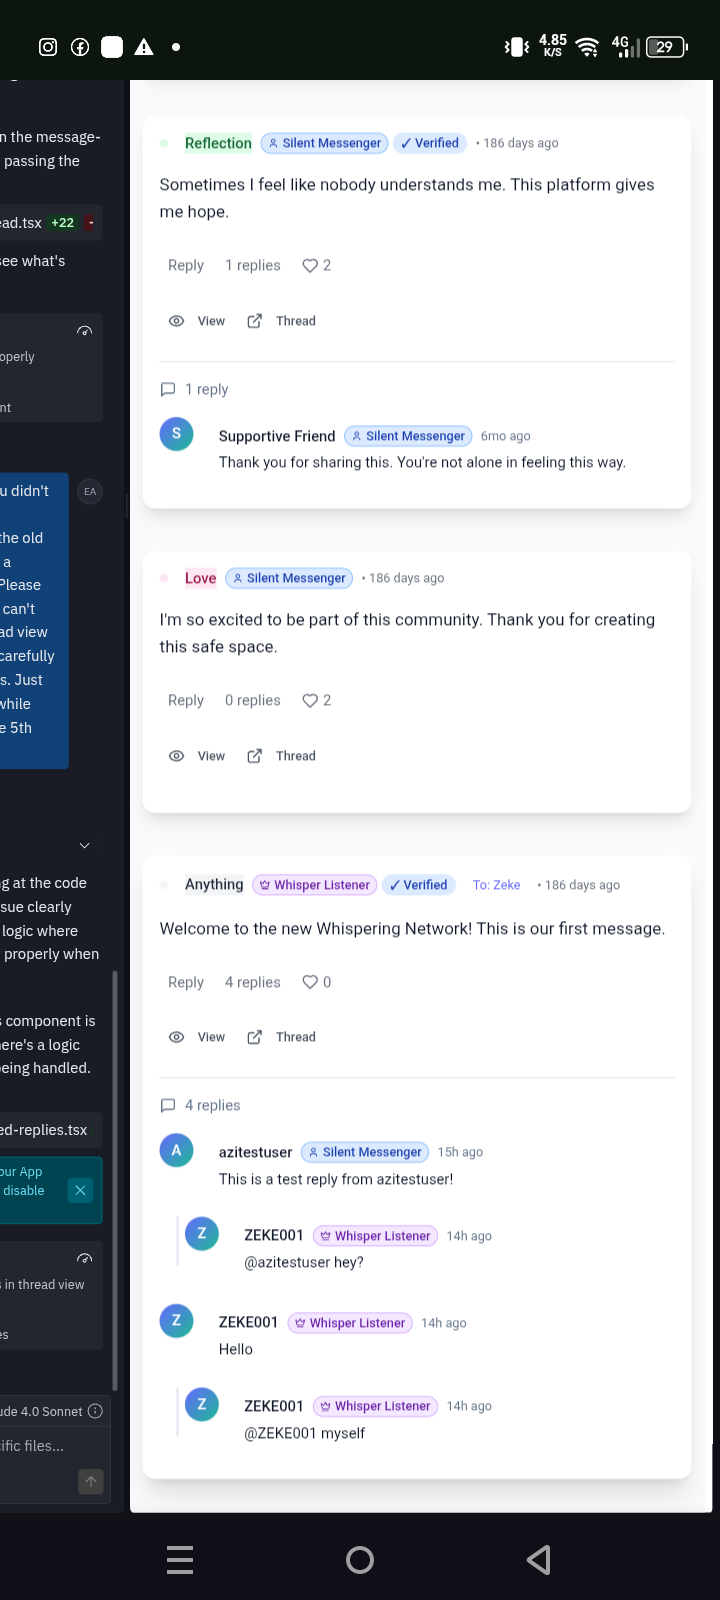 4.85
K/S
4G
29
n the message-
passing the
ead.tsx +22 -
see what's
operly
nt
u didn't
EA
the old
a
Please
can't
ad view
carefully
s. Just
while
e 5th
ng at the code
sue clearly
logic where
properly when
s component is
here's a logic
being handled.
ed-replies.tsx
our App
disable
s in thread view
es
ude 4.0 Sonnet
cific files...
Reflection Silent Messenger ✓ Verified • 186 days ago
Sometimes I feel like nobody understands me. This platform gives
me hope.
Reply 1 replies 2
View Thread
1 reply
S
Supportive Friend Silent Messenger 6mo ago
Thank you for sharing this. You're not alone in feeling this way.
Love Silent Messenger • 186 days ago
I'm so excited to be part of this community. Thank you for creating
this safe space.
Reply 0 replies 2
View Thread
Anything Whisper Listener ✓ Verified To: Zeke • 186 days ago
Welcome to the new Whispering Network! This is our first message.
Reply 4 replies 0
View Thread
4 replies
A
azitestuser Silent Messenger 15h ago
This is a test reply from azitestuser!
Z
ZEKE001 Whisper Listener 14h ago
@azitestuser hey?
Z
ZEKE001 Whisper Listener 14h ago
Hello
Z
ZEKE001 Whisper Listener 14h ago
@ZEKE001 myself